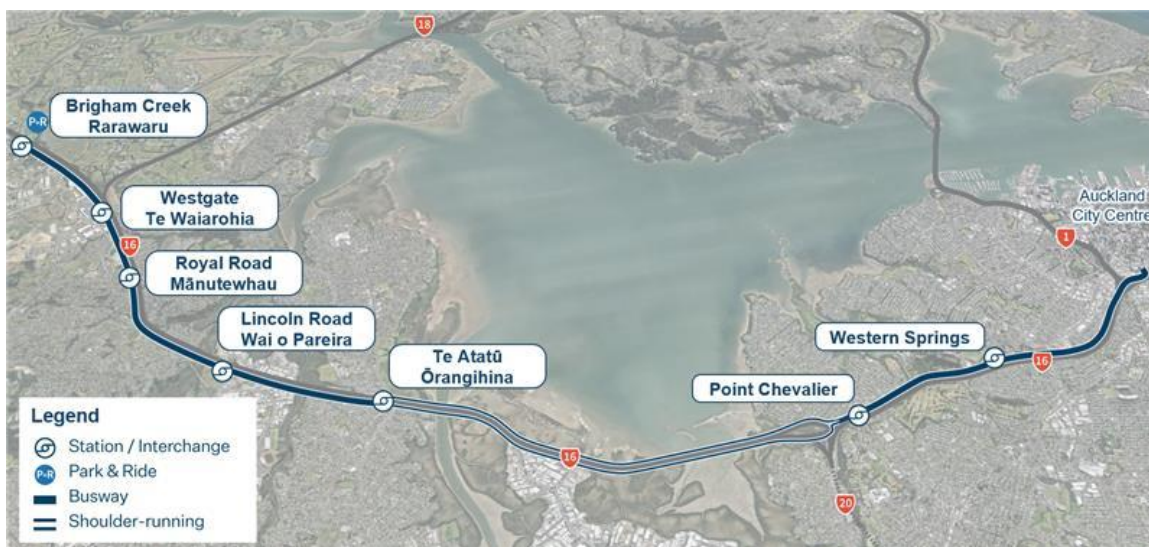 18
P+R
Brigham Creek
Rarawaru
Westgate
Te Waiarohia
16
Royal Road
Mānutewhau
Lincoln Road
Wai o Pareira
Te Atatū
Ōrangihina
16
Point Chevalier
Western Springs
16
20
1
Auckland
City Centre
Legend
Station / Interchange
P+R Park & Ride
Busway
Shoulder-running